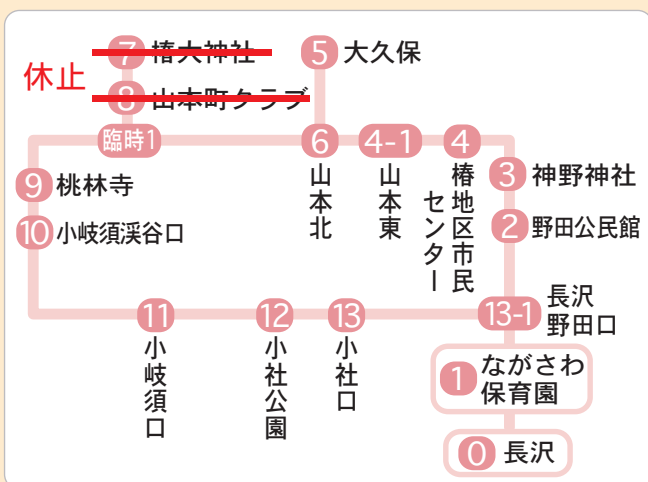 休止
7 椿大神社
8 山本町クラブ
臨時1
5 大久保
6 山本北
4-1 山本東
4 椿地区市民
センター
3 神野神社
2 野田公民館
9 桃林寺
10 小岐須渓谷口
11 小岐須口
12 小社公園
13 小社口
13-1 長沢
野田口
1 ながさわ
保育園
0 長沢